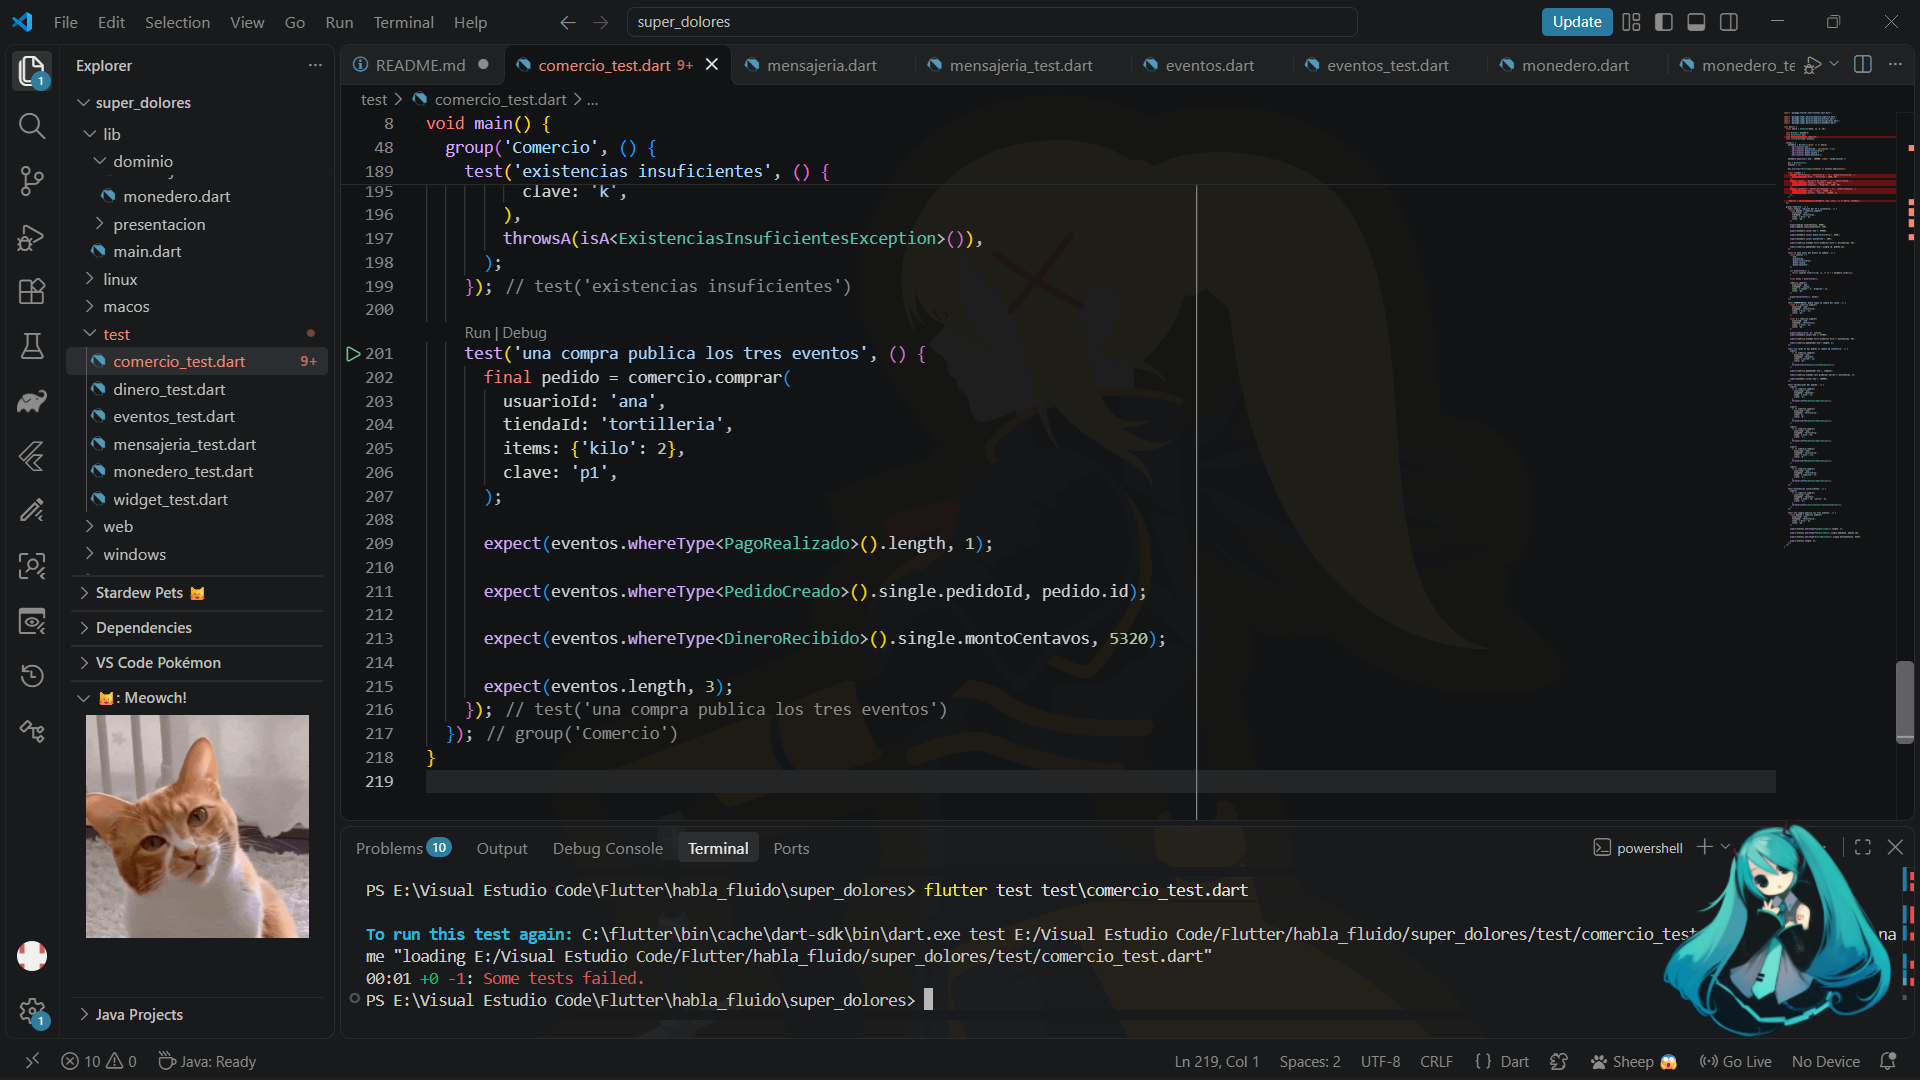 File Edit Selection View Go Run Terminal Help
super_dolores
Update
Explorer
super_dolores
lib
dominio
monedero.dart
presentacion
main.dart
linux
macos
test
comercio_test.dart 9+
dinero_test.dart
eventos_test.dart
mensajeria_test.dart
monedero_test.dart
widget_test.dart
web
windows
Stardew Pets
Dependencies
VS Code Pokémon
: Meowch!
Java Projects
1
1
README.md
comercio_test.dart 9+
mensajeria.dart
mensajeria_test.dart
eventos.dart
eventos_test.dart
monedero.dart
monedero_te
test > comercio_test.dart > ...
8 void main() {
48 group('Comercio', () {
189 test('existencias insuficientes', () {
195 clave: 'k',
196 ),
197 throwsA(isA<ExistenciasInsuficientesException>()),
198 );
199 }); // test('existencias insuficientes')
200
Run | Debug
201 test('una compra publica los tres eventos', () {
202 final pedido = comercio.comprar(
203 usuarioId: 'ana',
204 tiendaId: 'tortilleria',
205 items: {'kilo': 2},
206 clave: 'p1',
207 );
208
209 expect(eventos.whereType<PagoRealizado>().length, 1);
210
211 expect(eventos.whereType<PedidoCreado>().single.pedidoId, pedido.id);
212
213 expect(eventos.whereType<DineroRecibido>().single.montoCentavos, 5320);
214
215 expect(eventos.length, 3);
216 }); // test('una compra publica los tres eventos')
217 }); // group('Comercio')
218 }
219
Problems 10 Output Debug Console Terminal Ports
powershell
PS E:\Visual Estudio Code\Flutter\habla_fluido\super_dolores> flutter test test\comercio_test.dart
To run this test again: C:\flutter\bin\cache\dart-sdk\bin\dart.exe test E:/Visual Estudio Code/Flutter/habla_fluido/super_dolores/test/comercio_test na
me "loading E:/Visual Estudio Code/Flutter/habla_fluido/super_dolores/test/comercio_test.dart"
00:01 +0 -1: Some tests failed.
PS E:\Visual Estudio Code\Flutter\habla_fluido\super_dolores>
10 0 Java: Ready
Ln 219, Col 1 Spaces: 2 UTF-8 CRLF { } Dart Sheep Go Live No Device